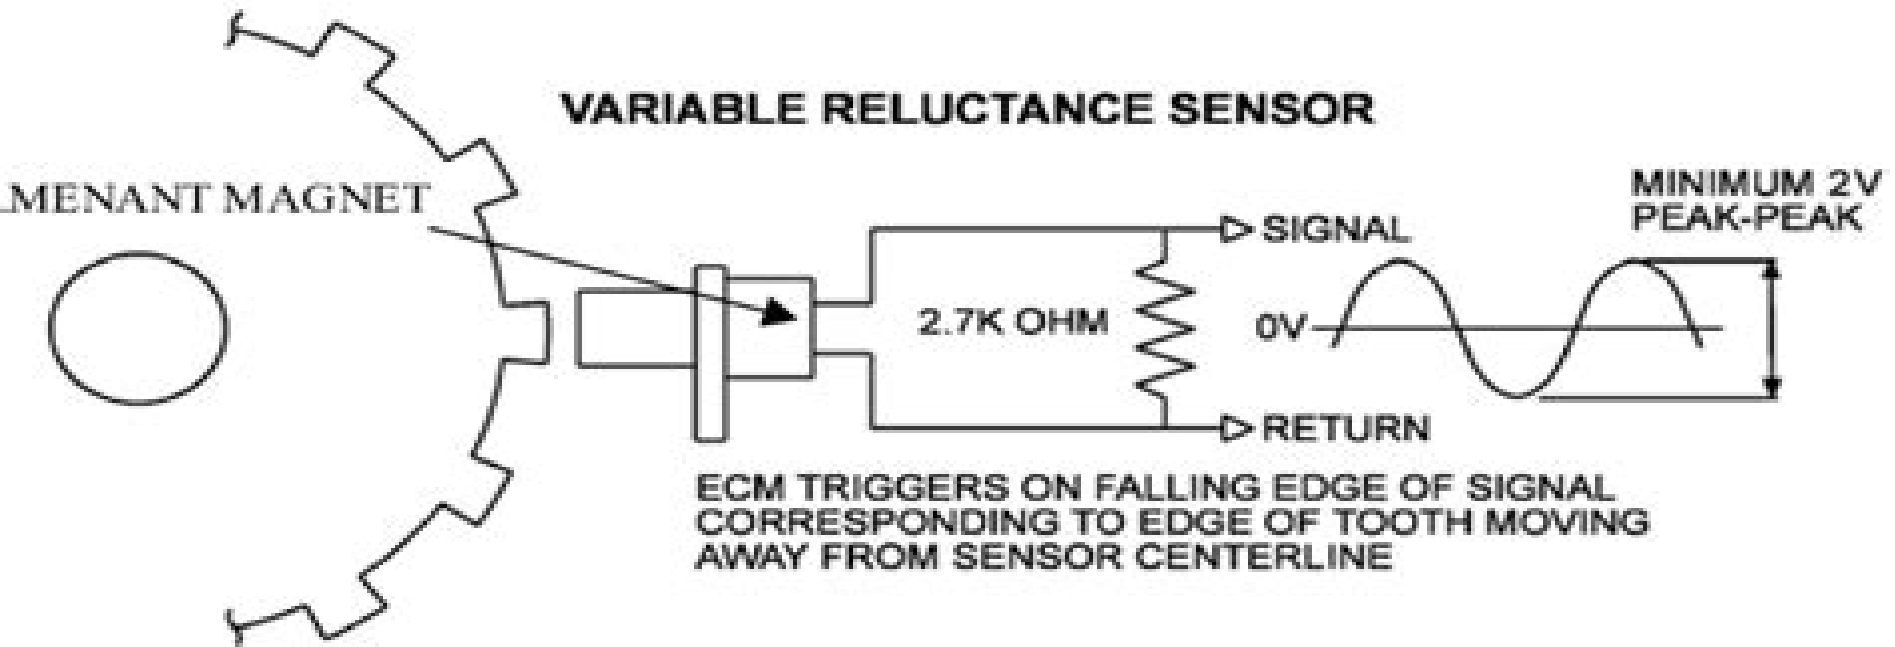 VARIABLE RELUCTANCE SENSOR
MENANT MAGNET
MINIMUM 2V
PEAK-PEAK
SIGNAL
2.7K OHM
0V
RETURN
ECM TRIGGERS ON FALLING EDGE OF SIGNAL
CORRESPONDING TO EDGE OF TOOTH MOVING
AWAY FROM SENSOR CENTERLINE